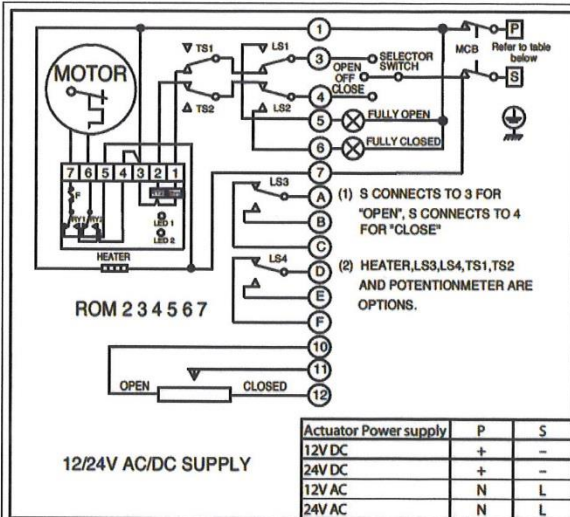 1
P
TS1
LS1
3
SELECTOR
SWITCH
MCB
Refer to table
below
OPEN
OFF
CLOSE
S
MOTOR
TS2
LS2
4
5
FULLY OPEN
6
FULLY CLOSED
7
7 6 5 4 3 2 1
F
RY1 RY2
LED 1
LED 2
HEATER
LS3
A
B
C
(1) S CONNECTS TO 3 FOR
"OPEN", S CONNECTS TO 4
FOR "CLOSE"
LS4
D
E
F
(2) HEATER,LS3,LS4,TS1,TS2
AND POTENTIONMETER ARE
OPTIONS.
ROM 2 3 4 5 6 7
10
11
12
OPEN
CLOSED
12/24V AC/DC SUPPLY
Actuator Power supply P S
12V DC + −
24V DC + −
12V AC N L
24V AC N L